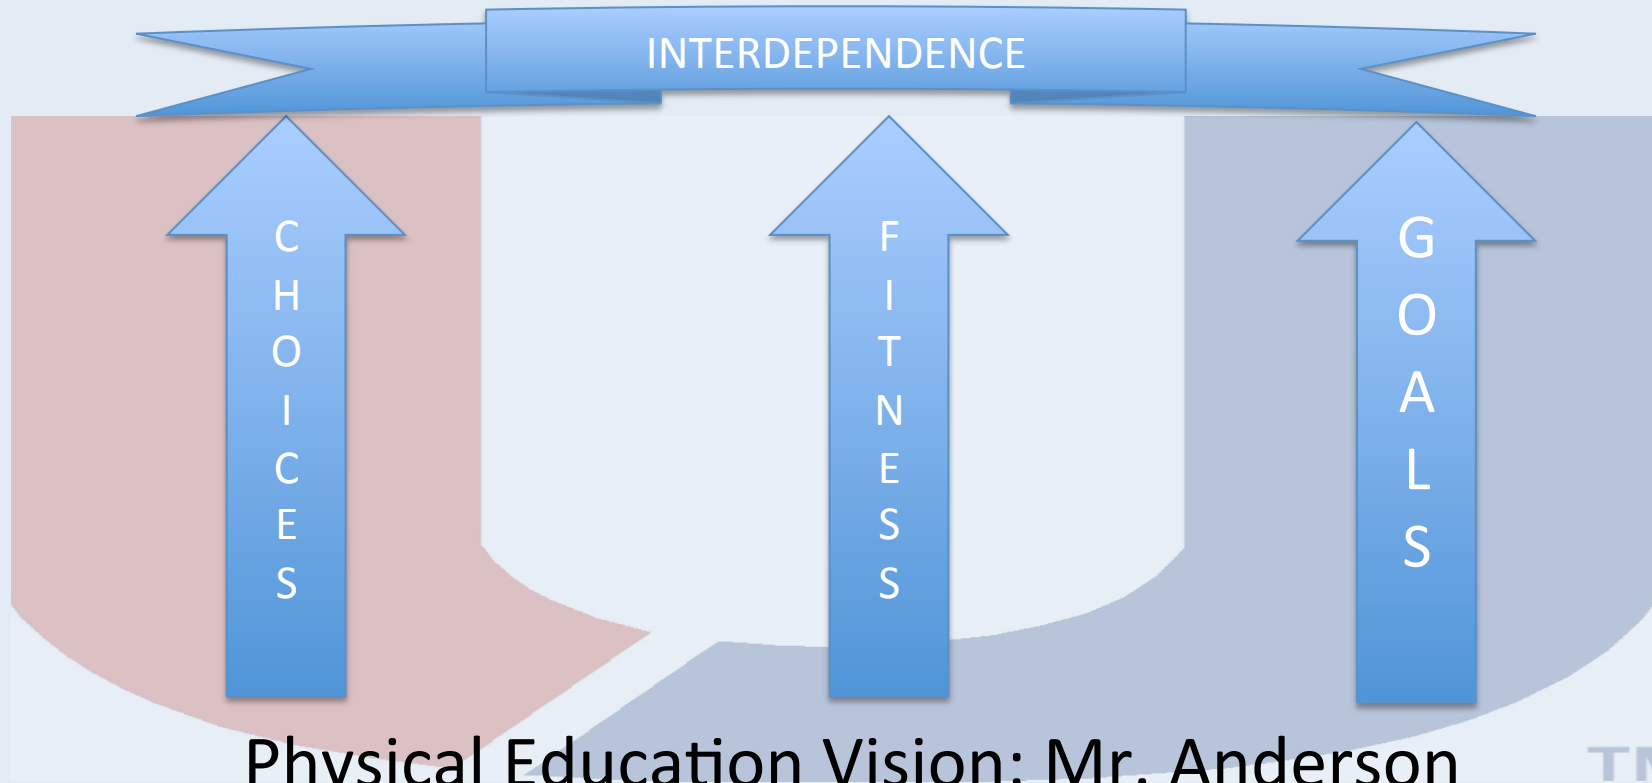 INTERDEPENDENCE
CHOICES
FITNESS
GOALS
Physical Education Vision: Mr. Anderson